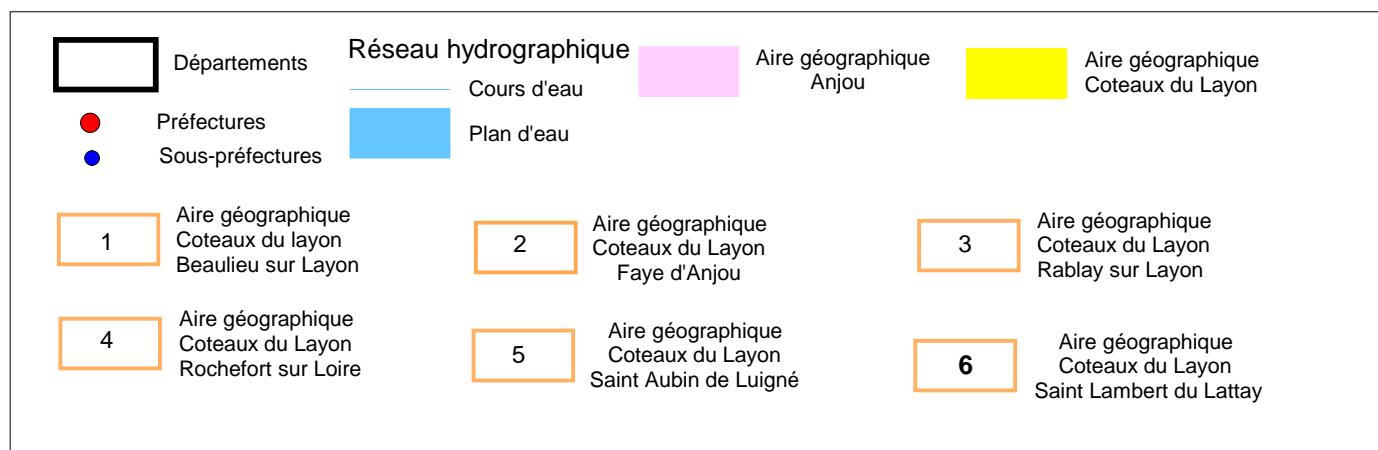 Départements
Préfectures
Sous-préfectures
Réseau hydrographique
Cours d'eau
Plan d'eau
Aire géographique
Anjou
Aire géographique
Coteaux du Layon
1
Aire géographique
Coteaux du layon
Beaulieu sur Layon
2
Aire géographique
Coteaux du Layon
Faye d'Anjou
3
Aire géographique
Coteaux du Layon
Rablay sur Layon
4
Aire géographique
Coteaux du Layon
Rochefort sur Loire
5
Aire géographique
Coteaux du Layon
Saint Aubin de Luigné
6
Aire géographique
Coteaux du Layon
Saint Lambert du Lattay